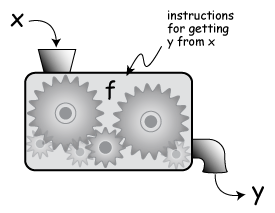 x
instructions
for getting
y from x
f
y